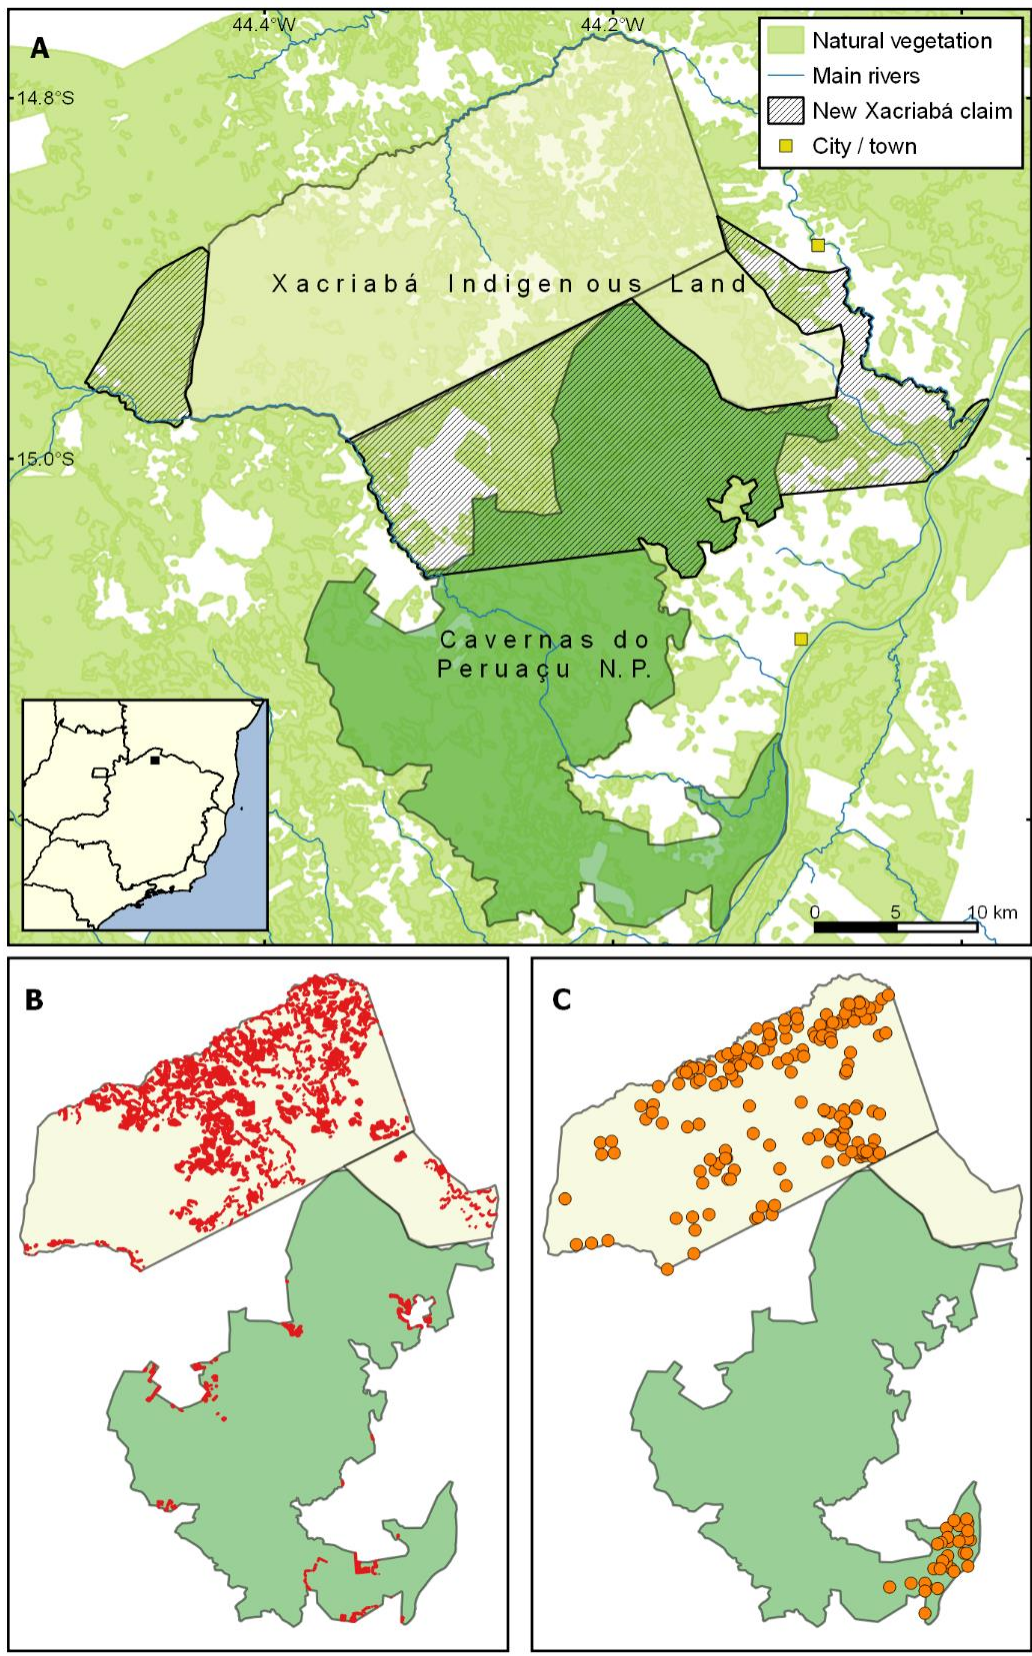 A
44.4°W
44.2°W
Natural vegetation
Main rivers
New Xacriabá claim
City / town
14.8°S
Xacriabá Indigenous Land
15.0°S
Cavernas do
Peruaçu N.P.
0 5 10 km
B
C